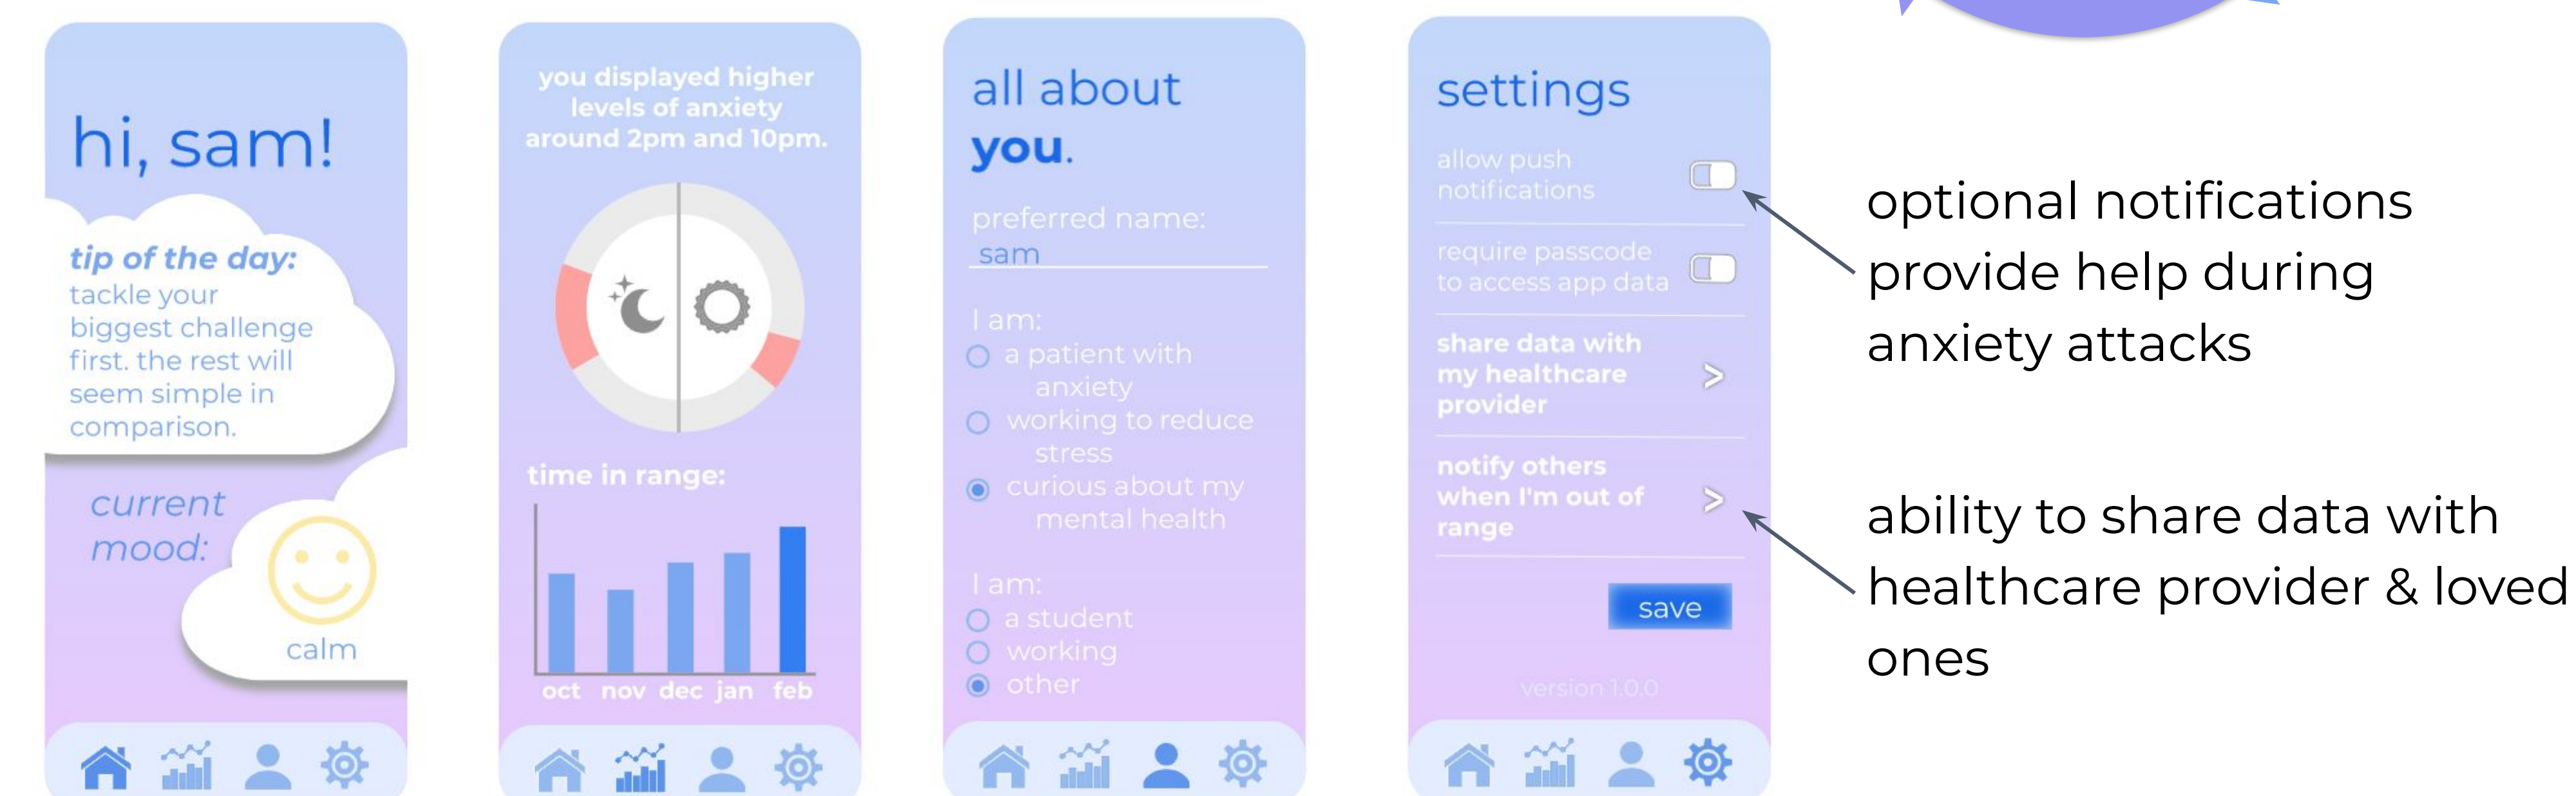 hi, sam!
tip of the day:
tackle your
biggest challenge
first. the rest will
seem simple in
comparison.
current
mood:
calm
you displayed higher
levels of anxiety
around 2pm and 10pm.
time in range:
oct nov dec jan feb
all about
you.
preferred name:
sam
I am:
a patient with
anxiety
working to reduce
stress
curious about my
mental health
I am:
a student
working
other
settings
allow push
notifications
require passcode
to access app data
share data with
my healthcare
provider
>
notify others
when I'm out of
range
>
save
version 1.0.0
optional notifications
provide help during
anxiety attacks
ability to share data with
healthcare provider & loved
ones